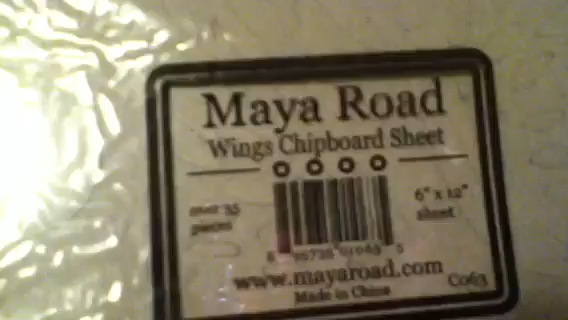 Maya Road
Wings Chipboard Sheet
over 35
pieces
6" x 12"
sheet
www.mayaroad.com
Made in China
C063